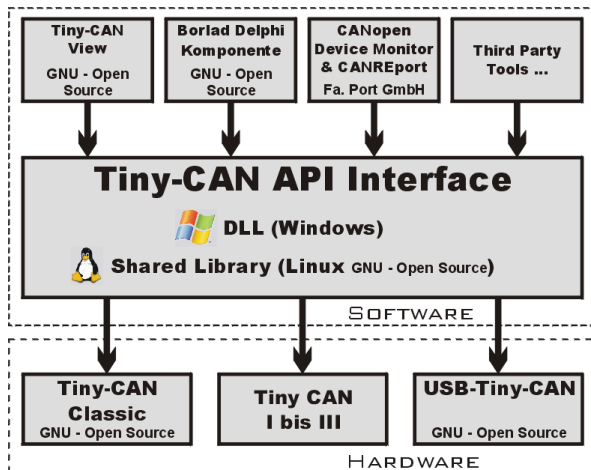 Tiny-CAN
View
GNU - Open
Source
Borlad Delphi
Komponente
GNU - Open
Source
CANopen
Device Monitor
& CANREport
Fa. Port GmbH
Third Party
Tools ...
Tiny-CAN API Interface
DLL (Windows)
Shared Library (Linux GNU - Open Source)
SOFTWARE
Tiny-CAN
Classic
GNU - Open Source
Tiny CAN
I bis III
USB-Tiny-CAN
GNU - Open Source
HARDWARE